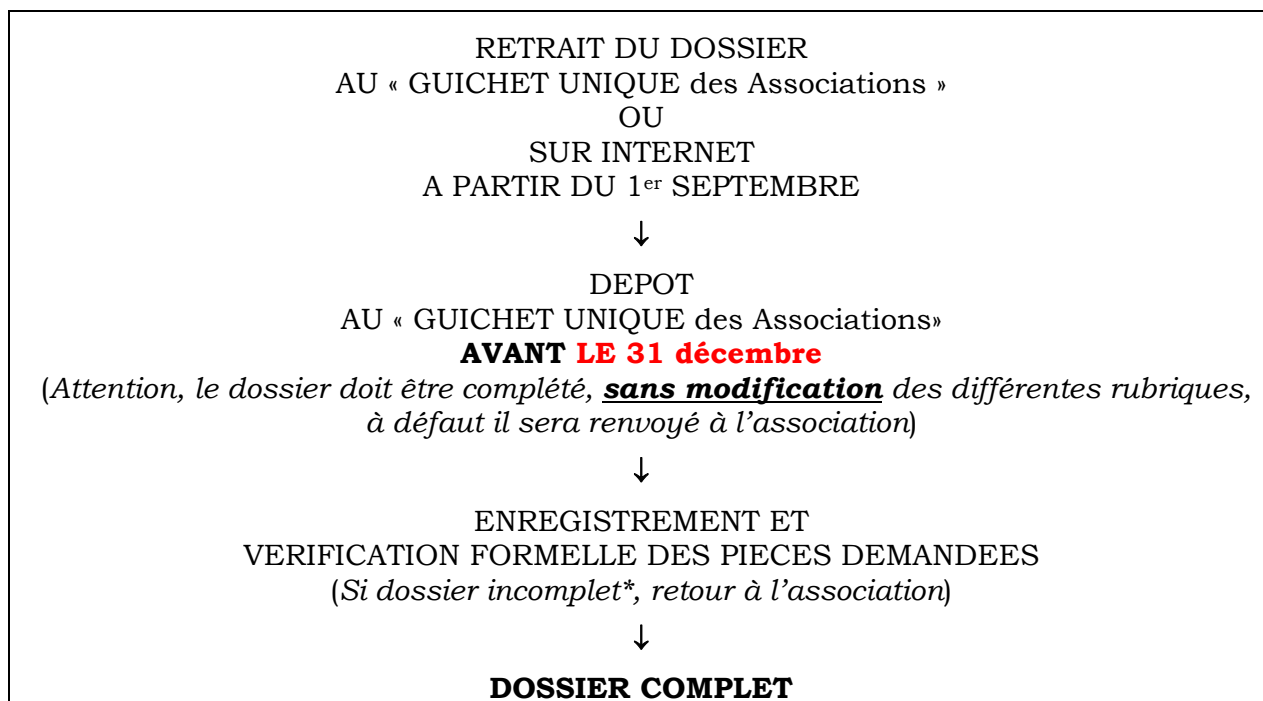 RETRAIT DU DOSSIER
AU « GUICHET UNIQUE des Associations »
OU
SUR INTERNET
A PARTIR DU 1er SEPTEMBRE
↓
DEPOT
AU « GUICHET UNIQUE des Associations»
AVANT LE 31 décembre
(Attention, le dossier doit être complété, sans modification des différentes rubriques,
à défaut il sera renvoyé à l’association)
↓
ENREGISTREMENT ET
VERIFICATION FORMELLE DES PIECES DEMANDEES
(Si dossier incomplet*, retour à l’association)
↓
DOSSIER COMPLET